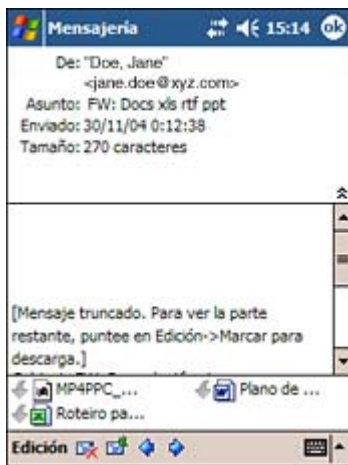 Mensajería 15:14 ok
De: "Doe, Jane"
<jane.doe@xyz.com>
Asunto: FW: Docs xls rtf ppt
Enviado: 30/11/04 0:12:38
Tamaño: 270 caracteres
[Mensaje truncado. Para ver la parte
restante, puntee en Edición->Marcar para
descarga.]
MP4PPC_... Plano de ...
Roteiro pa...
Edición